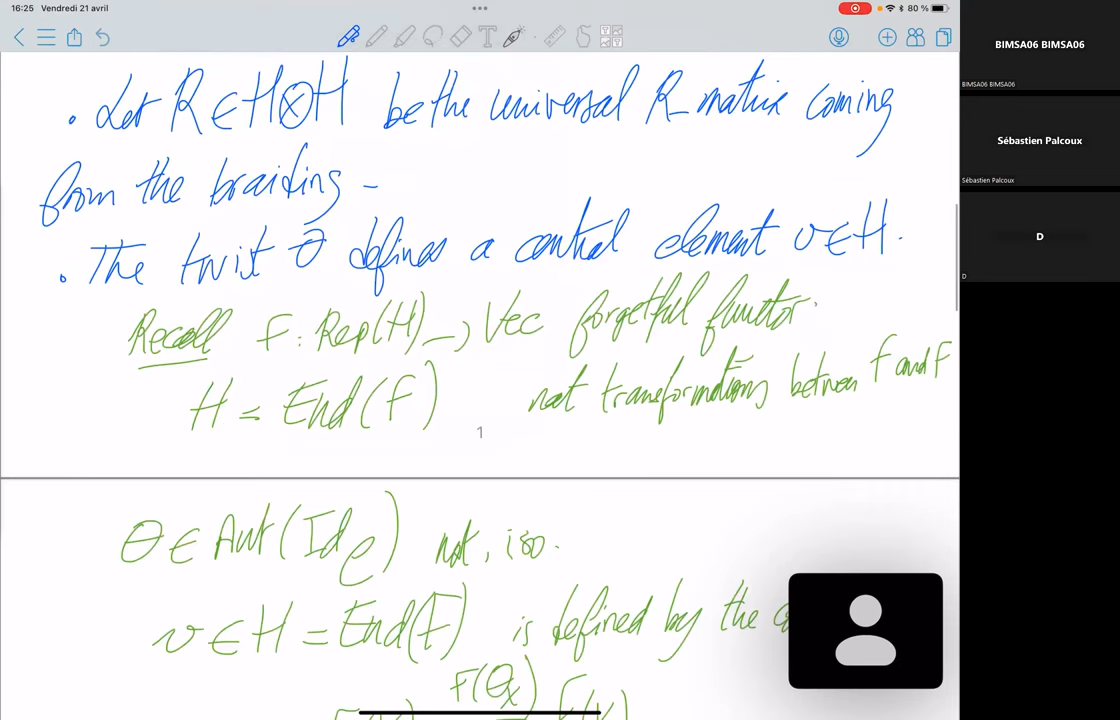 16:25 Vendredi 21 avril
80 %
. Let R ∈ H⊗H be the universal R_matrix coming
from the braiding -
. The twist θ defines a central element v ∈ H.
Recall F : Rep(H) → Vec forgetful functor.
H = End(F) nat transformations between F and F
1
θ ∈ Aut(Id_C) nat, iso.
v ∈ H = End(F) is defined by the
F(θ_X)
BIMSA06 BIMSA06
BIMSA06 BIMSA06
Sébastien Palcoux
Sébastien Palcoux
D
D